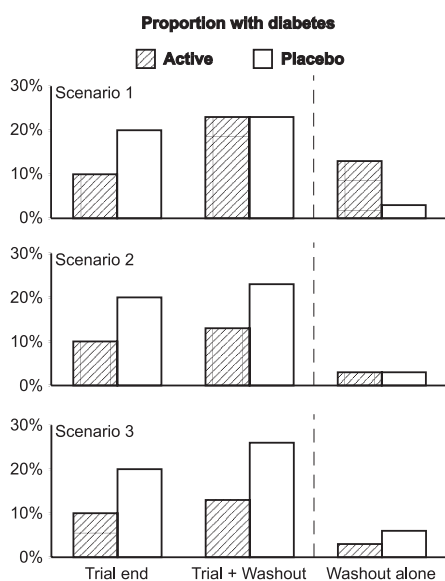 Proportion with diabetes
Active Placebo
Scenario 1
30%
20%
10%
0%
Scenario 2
30%
20%
10%
0%
Scenario 3
30%
20%
10%
0%
Trial end Trial + Washout Washout alone